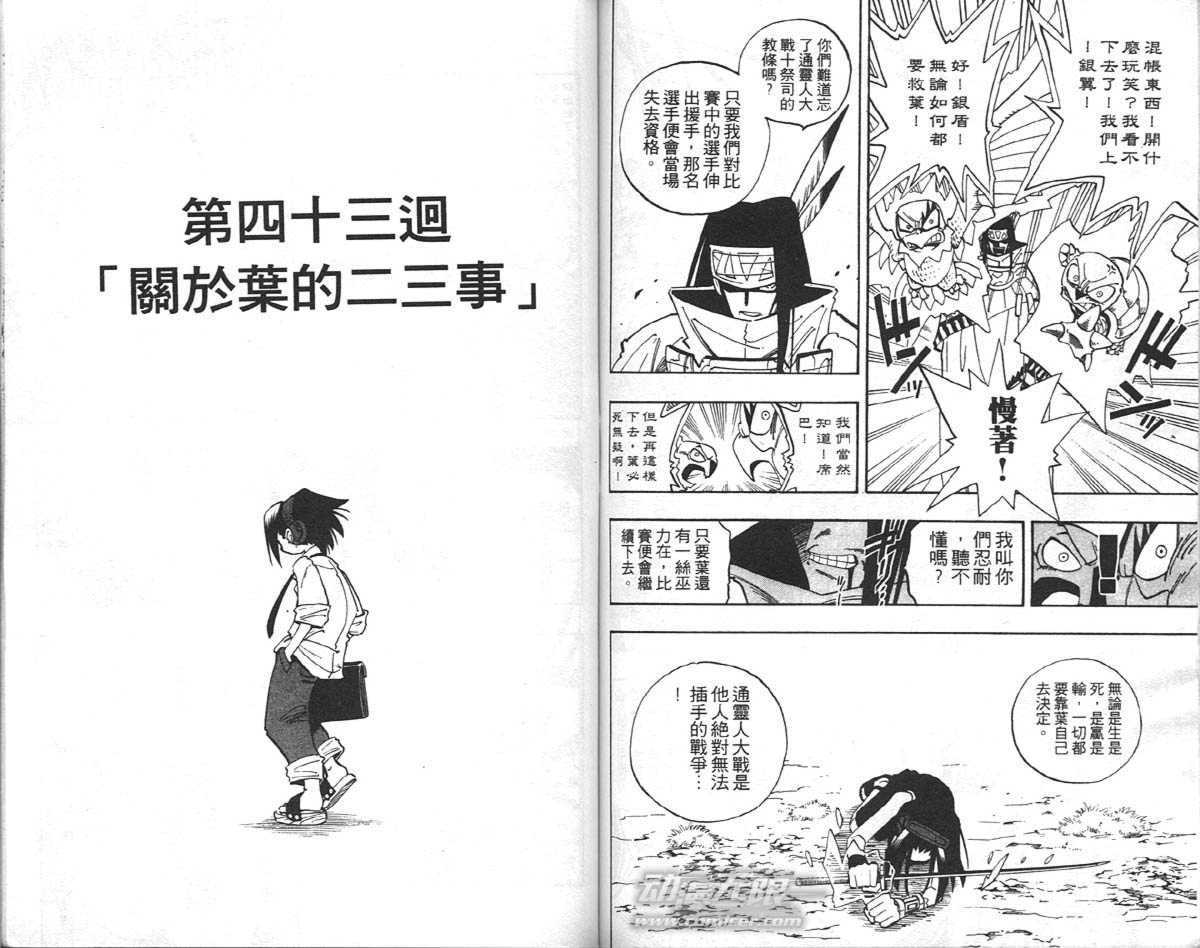 混帳東西！開什
麼玩笑？我看不
下去了！我們上
！銀翼！
好！銀盾！
無論如何都
要救葉！
慢著！
你們難道忘
了通靈人大
戰十祭司的
教條嗎？
只要我們對比
賽中的選手伸
出援手，那名
選手便會當場
失去資格。
我們當然
知道！席
巴！
但是再這樣
下去，葉必
死無疑啊！
！
我叫你
們忍耐
，聽不
懂嗎？
只要葉還
有一絲巫
力在，比
賽便會繼
續下去。
無論是生是
死，是贏是
輸，一切都
要靠葉自己
去決定。
通靈人大戰是
他人絕對無法
插手的戰爭…
！
动漫无限
www.comicer.com
第四十三迴
「關於葉的二三事」